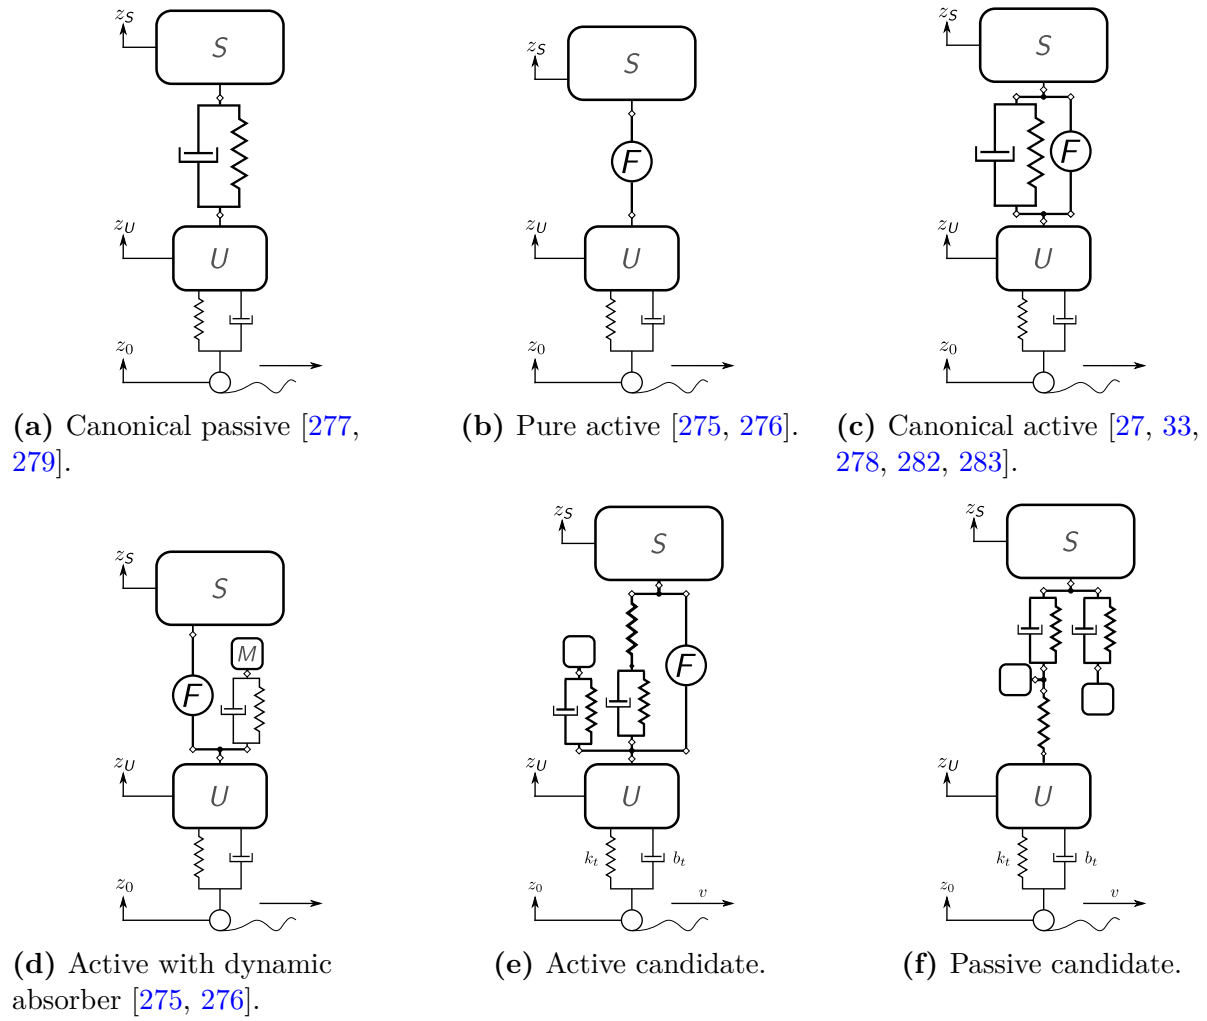 z_S
S
z_U
U
z_0
(a) Canonical passive [277,
279].
z_S
S
F
z_U
U
z_0
(b) Pure active [275, 276].
z_S
S
F
z_U
U
z_0
(c) Canonical active [27, 33,
278, 282, 283].
z_S
S
M
F
z_U
U
z_0
(d) Active with dynamic
absorber [275, 276].
z_S
S
F
z_U
U
k_t b_t
z_0 v
(e) Active candidate.
z_S
S
z_U
U
k_t b_t
z_0 v
(f) Passive candidate.